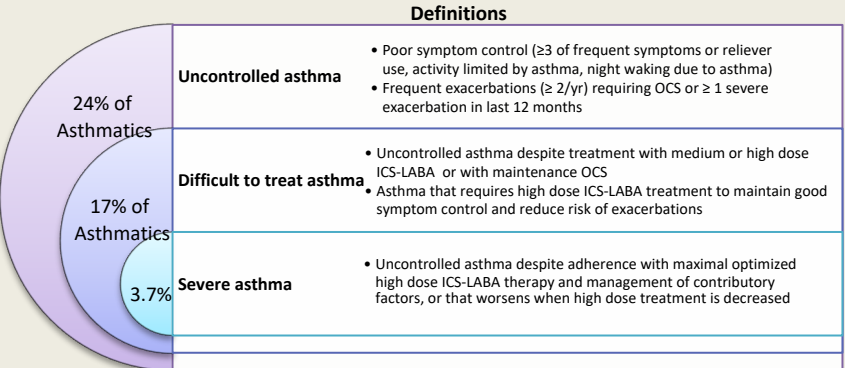 Definitions
24% of
Asthmatics
Uncontrolled asthma
• Poor symptom control (≥3 of frequent symptoms or reliever
use, activity limited by asthma, night waking due to asthma)
• Frequent exacerbations (≥ 2/yr) requiring OCS or ≥ 1 severe
exacerbation in last 12 months
17% of
Asthmatics
Difficult to treat asthma
• Uncontrolled asthma despite treatment with medium or high dose
ICS-LABA or with maintenance OCS
• Asthma that requires high dose ICS-LABA treatment to maintain good
symptom control and reduce risk of exacerbations
3.7%
Severe asthma
• Uncontrolled asthma despite adherence with maximal optimized
high dose ICS-LABA therapy and management of contributory
factors, or that worsens when high dose treatment is decreased